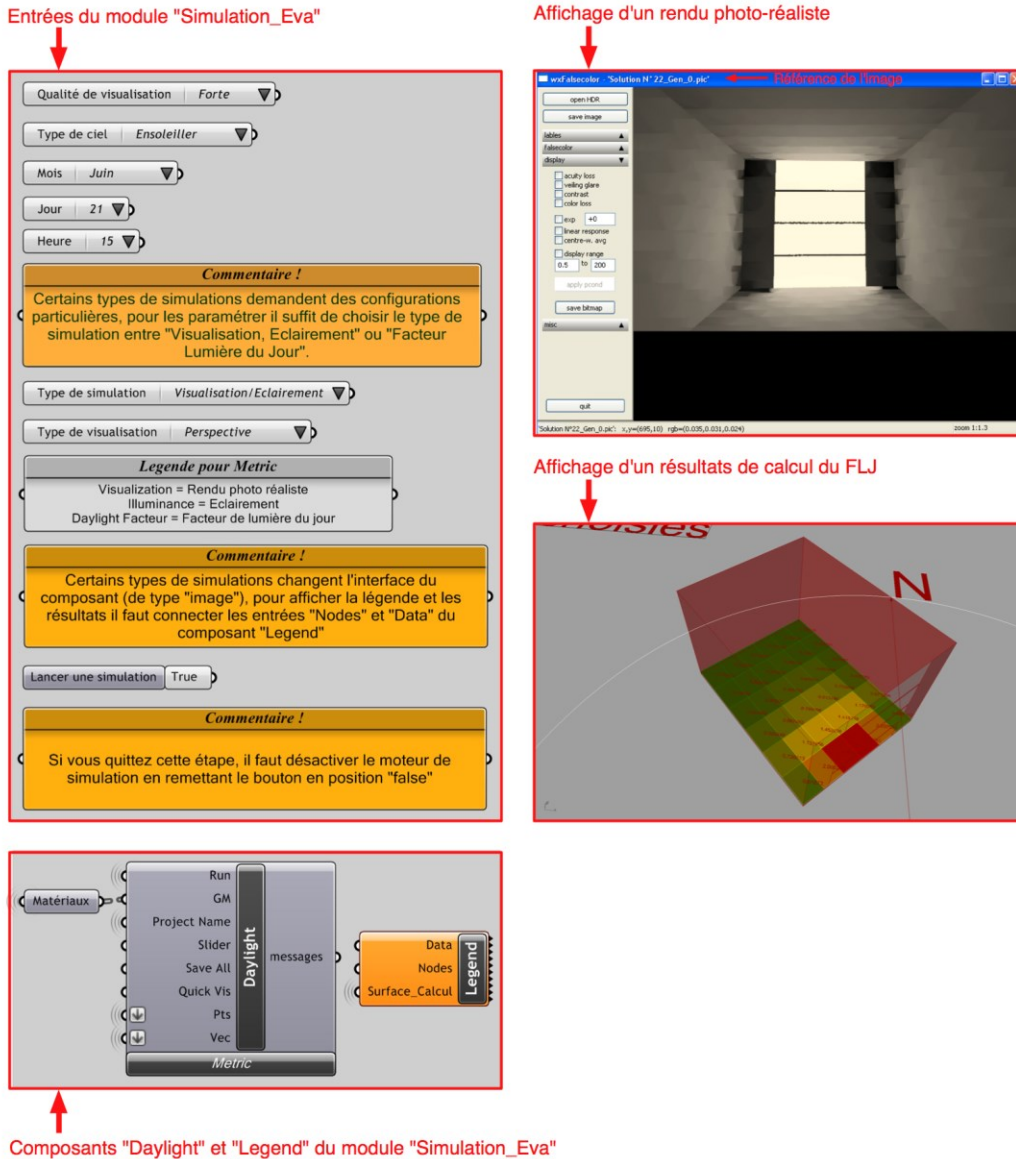 Entrées du module "Simulation_Eva"
Qualité de visualisation Forte
Type de ciel Ensoleiller
Mois Juin
Jour 21
Heure 15
Commentaire !
Certains types de simulations demandent des configurations
particulières, pour les paramétrer il suffit de choisir le type de
simulation entre "Visualisation, Eclairement" ou "Facteur
Lumière du Jour".
Type de simulation Visualisation/Eclairement
Type de visualisation Perspective
Legende pour Metric
Visualization = Rendu photo réaliste
Illuminance = Eclairement
Daylight Facteur = Facteur de lumière du jour
Commentaire !
Certains types de simulations changent l'interface du
composant (de type "image"), pour afficher la légende et les
résultats il faut connecter les entrées "Nodes" et "Data" du
composant "Legend"
Lancer une simulation True
Commentaire !
Si vous quittez cette étape, il faut désactiver le moteur de
simulation en remettant le bouton en position "false"
Affichage d'un rendu photo-réaliste
wxFalsecolor - 'Solution N°22_Gen_0.pic'
Référence de l'image
open HDR
save image
falsecolor
display
acuity loss
veiling glare
contrast
color loss
exp +0
linear response
centre-w. avg
display range
0.5 to 200
apply pcond
save bitmap
misc
quit
'Solution N°22_Gen_0.pic': x,y=(695,10) rgb=(0.035,0.031,0.024)
zoom 1:1.3
Affichage d'un résultats de calcul du FLJ
choisies
N
Matériaux
Run
GM
Project Name
Slider
Save All
Quick Vis
Pts
Vec
Daylight
messages
Metric
Data
Nodes
Surface_Calcul
Legend
Composants "Daylight" et "Legend" du module "Simulation_Eva"